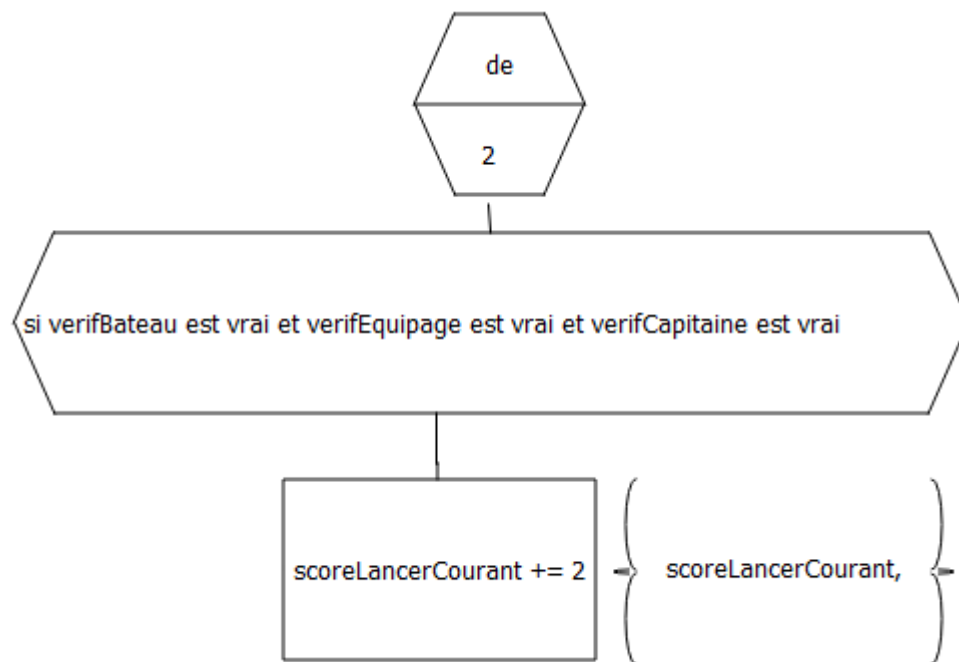 de
2
si verifBateau est vrai et verifEquipage est vrai et verifCapitaine est vrai
scoreLancerCourant += 2
scoreLancerCourant,